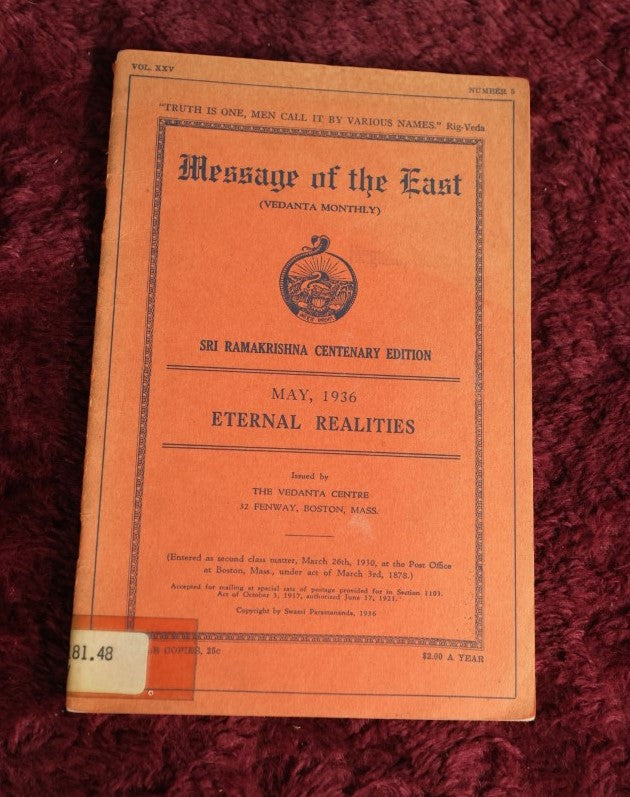 VOL. XXV
NUMBER 5
"TRUTH IS ONE, MEN CALL IT BY VARIOUS NAMES." Rig-Veda
Message of the East
(VEDANTA MONTHLY)
SRI RAMAKRISHNA CENTENARY EDITION
MAY, 1936
ETERNAL REALITIES
Issued by
THE VEDANTA CENTRE
32 FENWAY, BOSTON, MASS.
(Entered as second class matter, March 26th, 1930, at the Post Office
at Boston, Mass., under act of March 3rd, 1878.)
Accepted for mailing at special rate of postage provided for in Section 1103.
Act of October 3, 1917, authorized June 17, 1921.
Copyright by Swami Paramananda, 1936
81.48
COPIES, 25c
$2.00 A YEAR